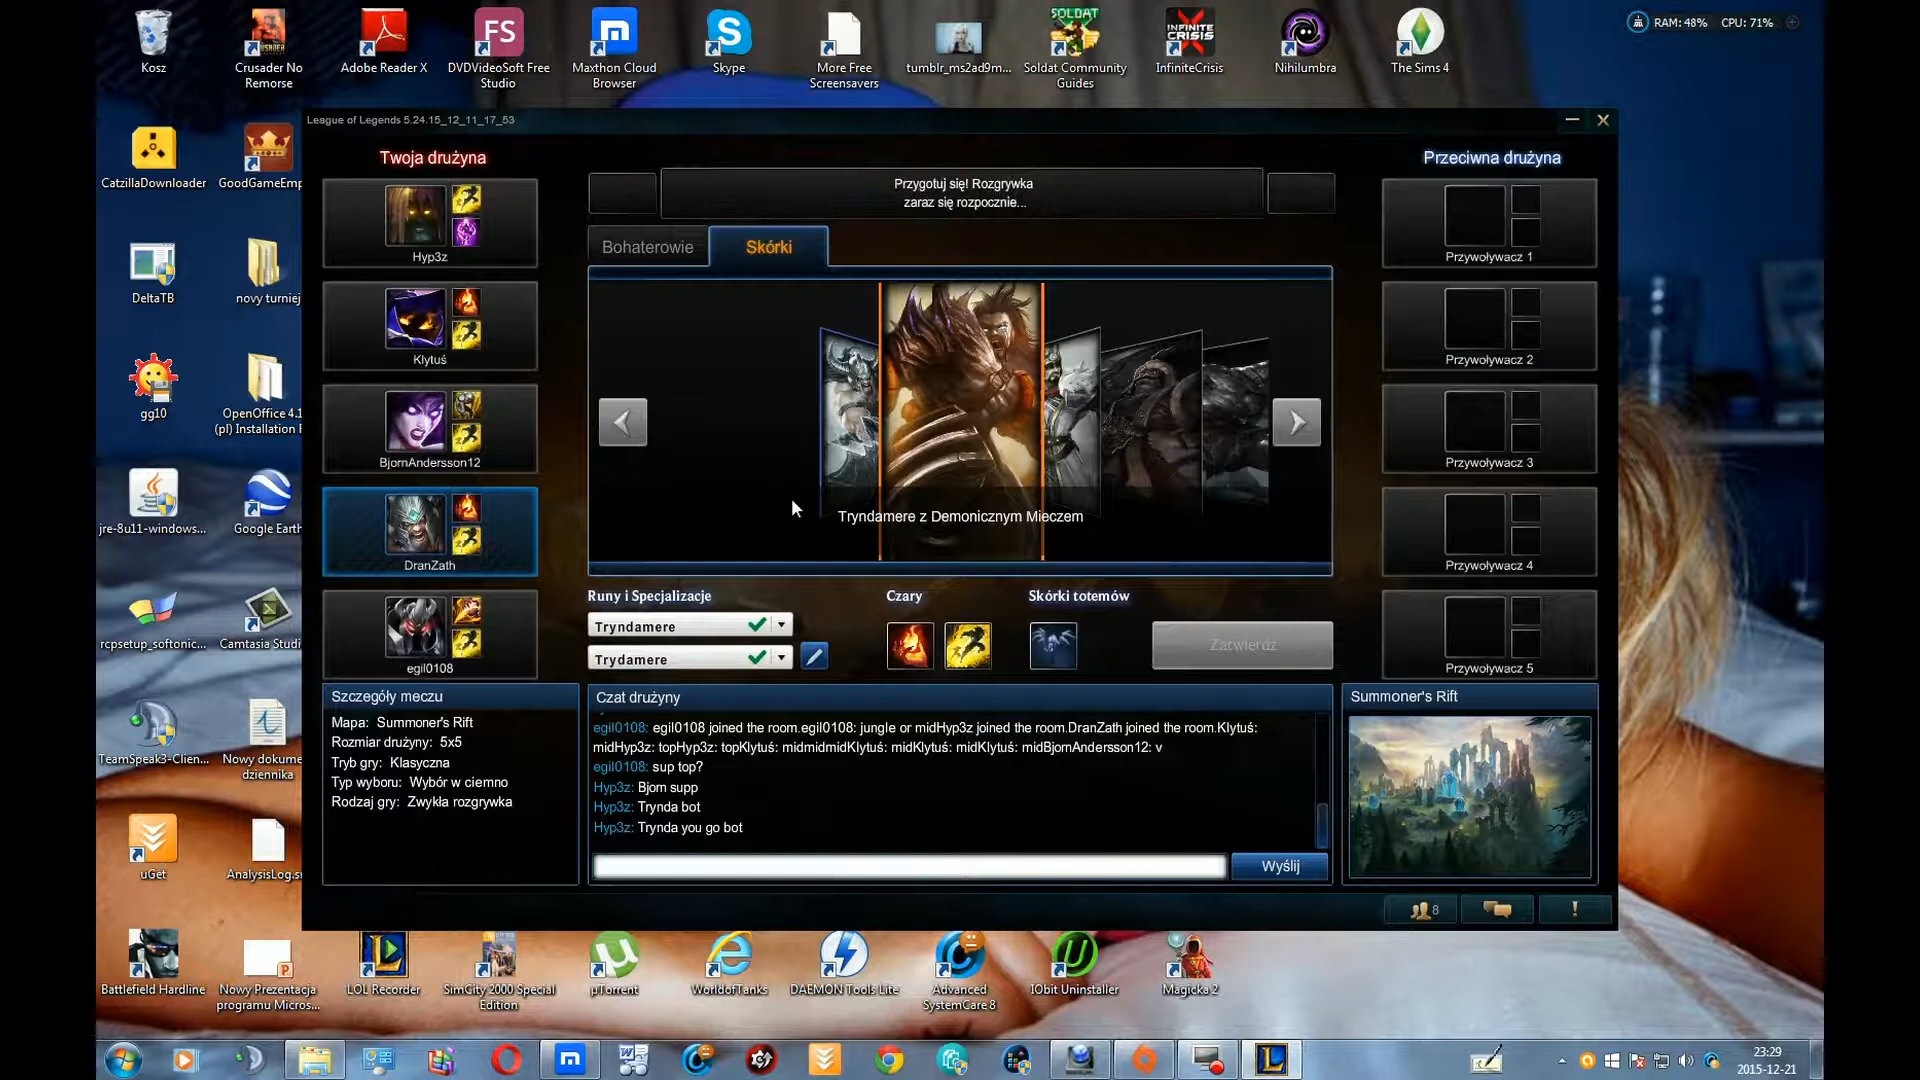 Kosz
Crusader No
Remorse
Adobe Reader X
DVDVideoSoft Free
Studio
Maxthon Cloud
Browser
Skype
More Free
Screensavers
tumblr_ms2ad9m...
Soldat Community
Guides
InfiniteCrisis
Nihilumbra
The Sims 4
RAM: 48% CPU: 71%
CatzillaDownloader
GoodGameEmp
DeltaTB
novy turniej
gg10
OpenOffice 4.1
(pl) Installation F
jre-8u11-windows...
Google Earth
rcpsetup_softonic...
Camtasia Studi
TeamSpeak3-Clien...
Nowy dokume
dziennika
uGet
AnalysisLog.s
League of Legends 5.24.15_12_11_17_53
Twoja drużyna
Przygotuj się! Rozgrywka
zaraz się rozpocznie...
Przeciwna drużyna
Hyp3z
Klytuś
BjornAndersson12
DranZath
egil0108
Bohaterowie
Skórki
Tryndamere z Demonicznym Mieczem
Przywoływacz 1
Przywoływacz 2
Przywoływacz 3
Przywoływacz 4
Przywoływacz 5
Runy i Specjalizacje
Czary
Skórki totemów
Tryndamere
Trydamere
Zatwierdź
Szczegóły meczu
Mapa: Summoner's Rift
Rozmiar drużyny: 5x5
Tryb gry: Klasyczna
Typ wyboru: Wybór w ciemno
Rodzaj gry: Zwykła rozgrywka
Czat drużyny
egil0108: egil0108 joined the room.egil0108: jungle or midHyp3z joined the room.DranZath joined the room.Klytuś:
midHyp3z: topHyp3z: topKlytuś: midmidmidKlytuś: midKlytuś: midKlytuś: midBjornAndersson12: v
egil0108: sup top?
Hyp3z: Bjorn supp
Hyp3z: Trynda bot
Hyp3z: Trynda you go bot
Wyślij
Summoner's Rift
8
Battlefield Hardline
Nowy Prezentacja
programu Micros...
LOL Recorder
SimCity 2000 Special
Edition
µTorrent
WorldofTanks
DAEMON Tools Lite
Advanced
SystemCare 8
IObit Uninstaller
Magicka 2
23:29
2015-12-21